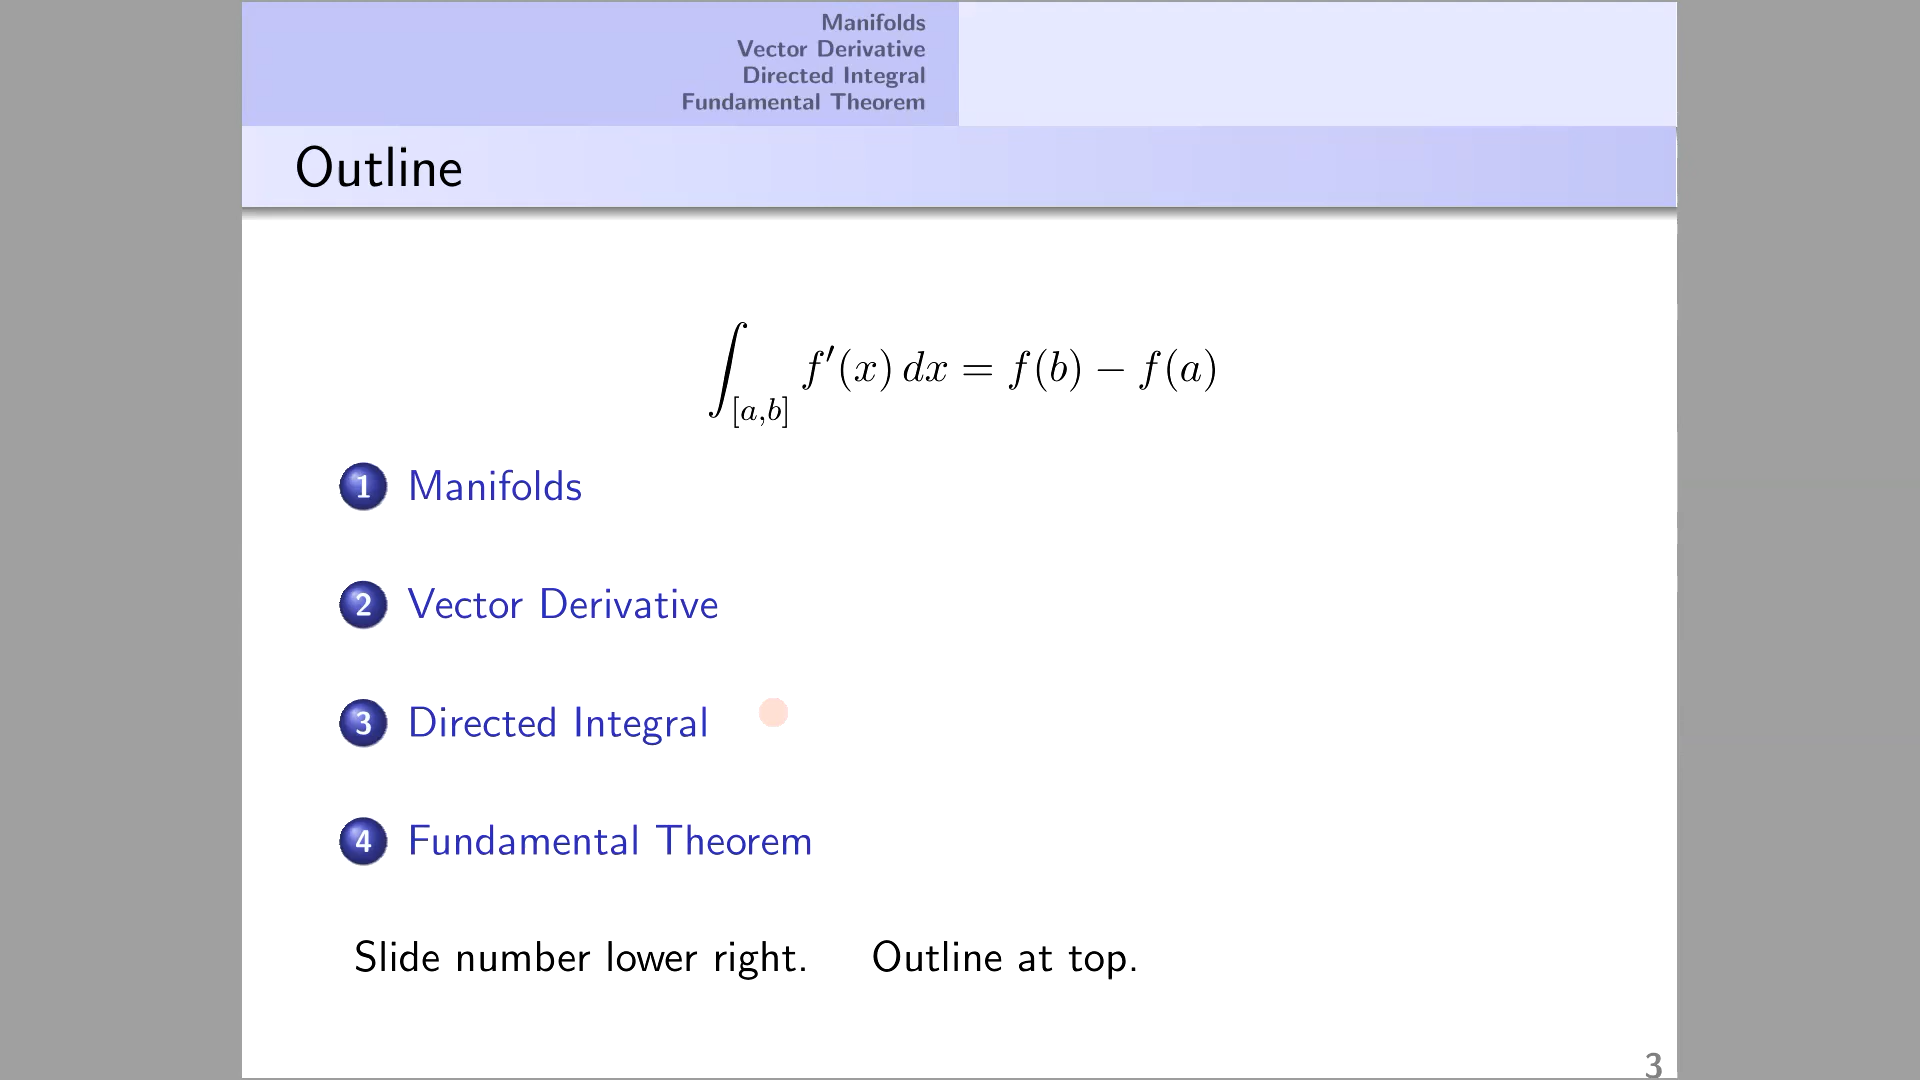 Manifolds
Vector Derivative
Directed Integral
Fundamental Theorem
Outline
∫_{[a,b]} f′(x) dx = f(b) − f(a)
1 Manifolds
2 Vector Derivative
3 Directed Integral
4 Fundamental Theorem
Slide number lower right. Outline at top.
3